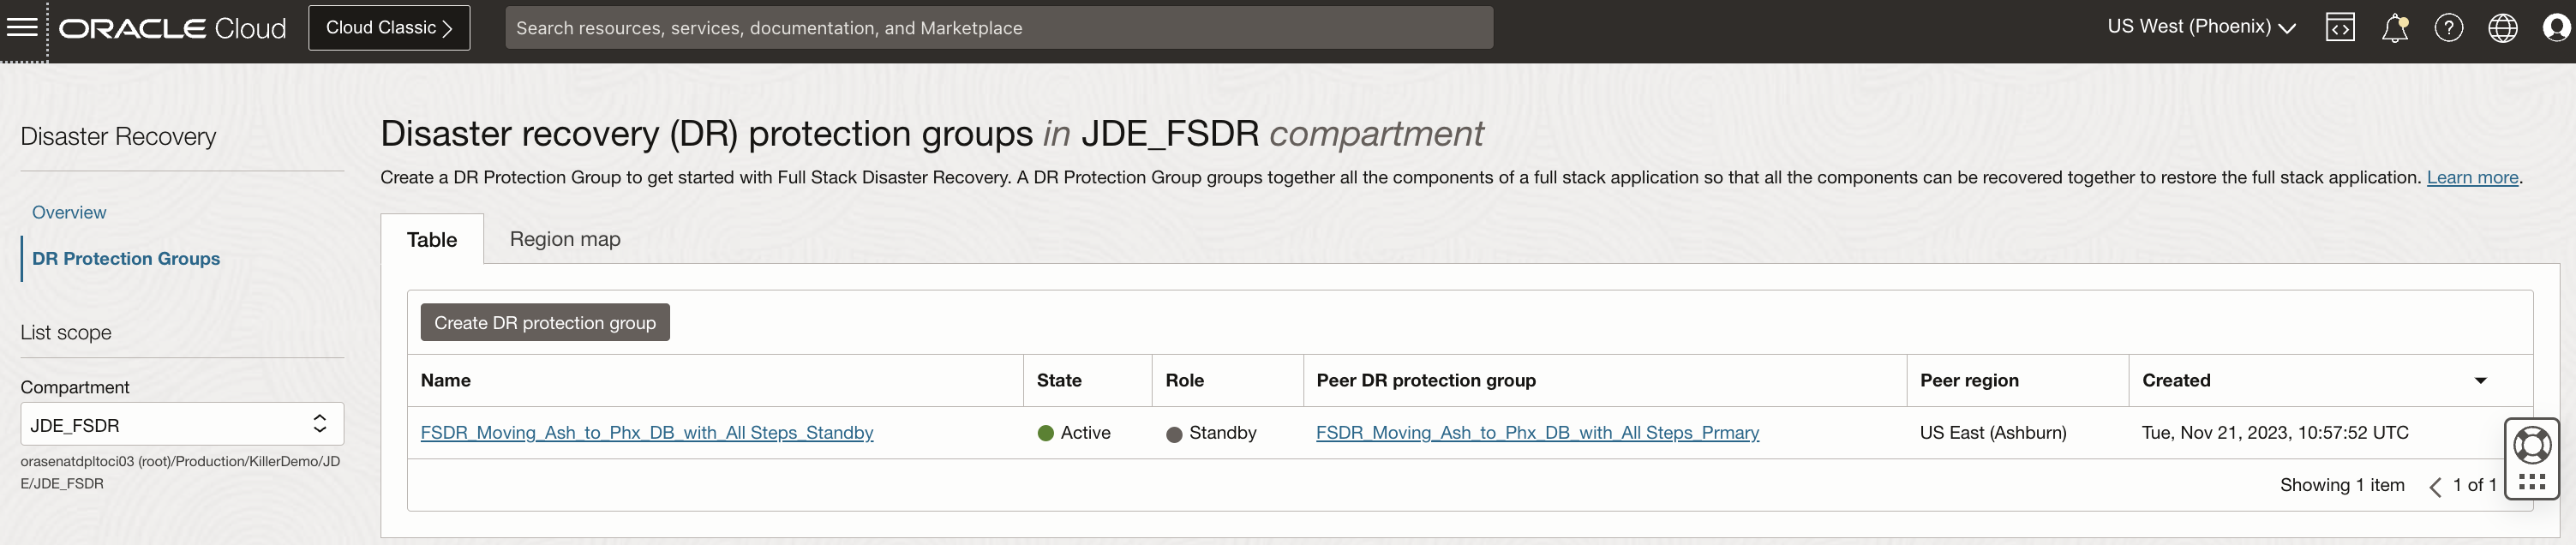 ORACLE Cloud
Cloud Classic
Search resources, services, documentation, and Marketplace
US West (Phoenix)
Disaster Recovery
Overview
DR Protection Groups
List scope
Compartment
JDE_FSDR
orasenatdpltoci03 (root)/Production/KillerDemo/JD
E/JDE_FSDR
Disaster recovery (DR) protection groups in JDE_FSDR compartment
Create a DR Protection Group to get started with Full Stack Disaster Recovery. A DR Protection Group groups together all the components of a full stack application so that all the components can be recovered together to restore the full stack application. Learn more.
Table Region map
Create DR protection group
Name State Role Peer DR protection group Peer region Created
FSDR_Moving_Ash_to_Phx_DB_with_All Steps_Standby Active Standby FSDR_Moving_Ash_to_Phx_DB_with_All Steps_Prmary US East (Ashburn) Tue, Nov 21, 2023, 10:57:52 UTC
Showing 1 item 1 of 1